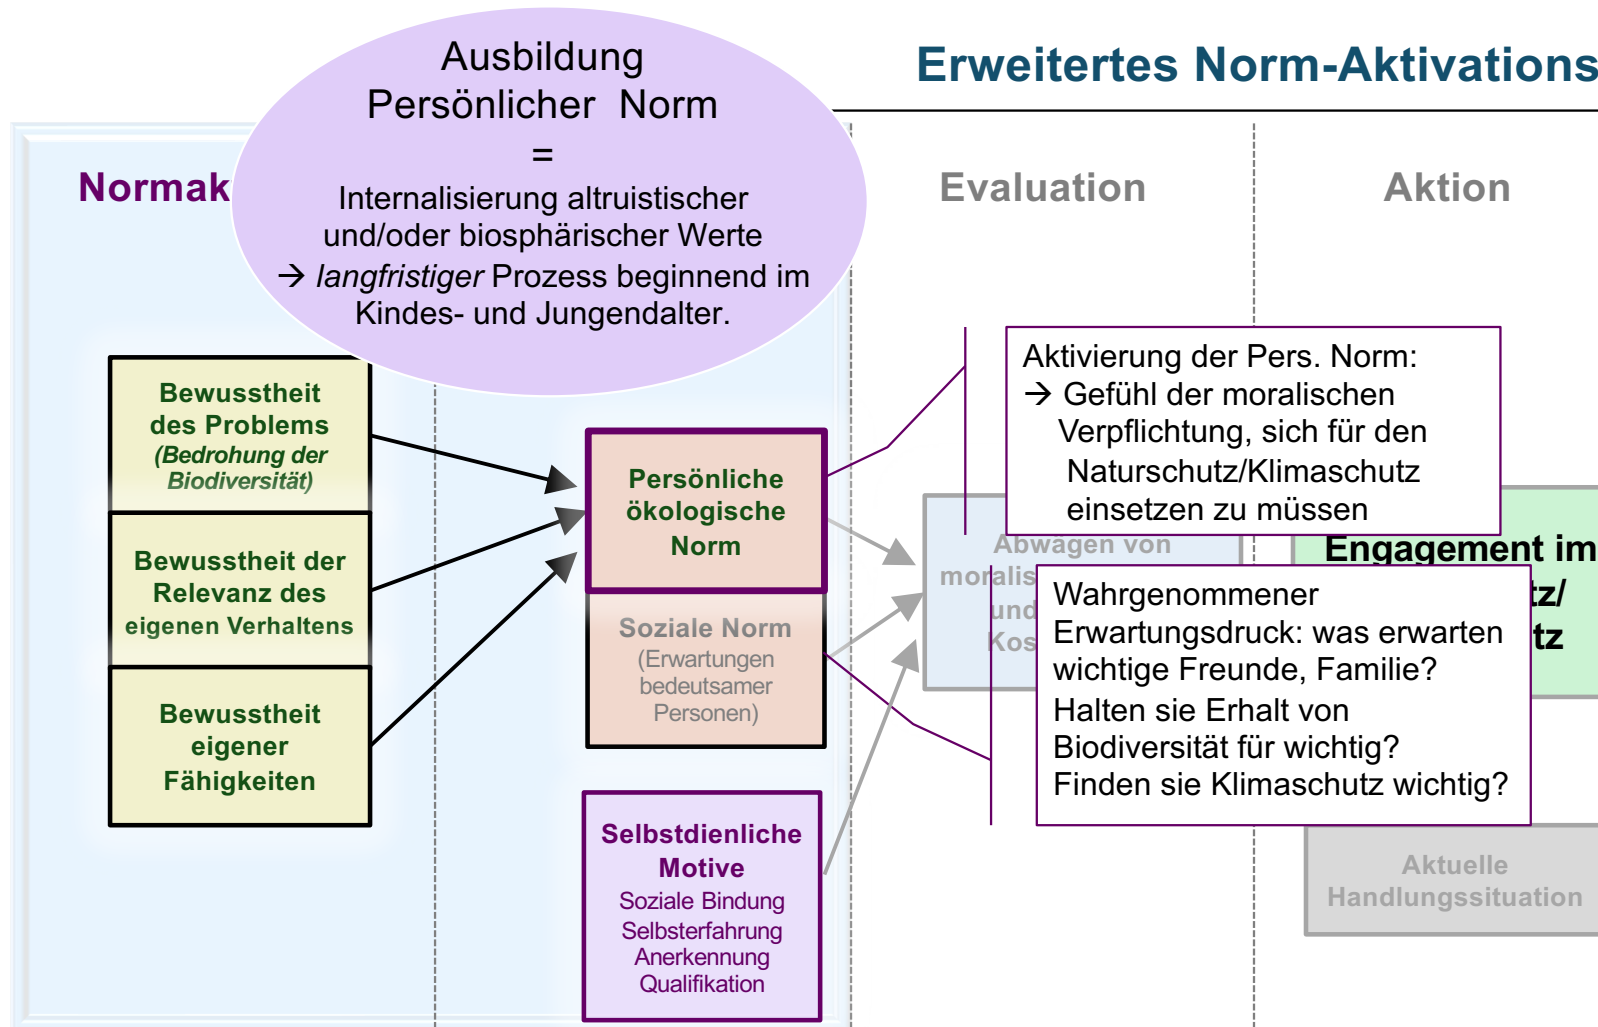 Ausbildung
Persönlicher Norm
=
Internalisierung altruistischer
und/oder biosphärischer Werte
→ langfristiger Prozess beginnend im
Kindes- und Jungendalter.
Erweitertes Norm-Aktivations
Normak
Evaluation
Aktion
Bewusstheit
des Problems
(Bedrohung der
Biodiversität)
Bewusstheit der
Relevanz des
eigenen Verhaltens
Bewusstheit
eigener
Fähigkeiten
Persönliche
ökologische
Norm
Soziale Norm
(Erwartungen
bedeutsamer
Personen)
Selbstdienliche
Motive
Soziale Bindung
Selbsterfahrung
Anerkennung
Qualifikation
Aktivierung der Pers. Norm:
→ Gefühl der moralischen
Verpflichtung, sich für den
Naturschutz/Klimaschutz
einsetzen zu müssen
Abwägen von
moralis
und
Kos
Wahrgenommener
Erwartungsdruck: was erwarten
wichtige Freunde, Familie?
Halten sie Erhalt von
Biodiversität für wichtig?
Finden sie Klimaschutz wichtig?
Engagement im
tz/
tz
Aktuelle
Handlungssituation